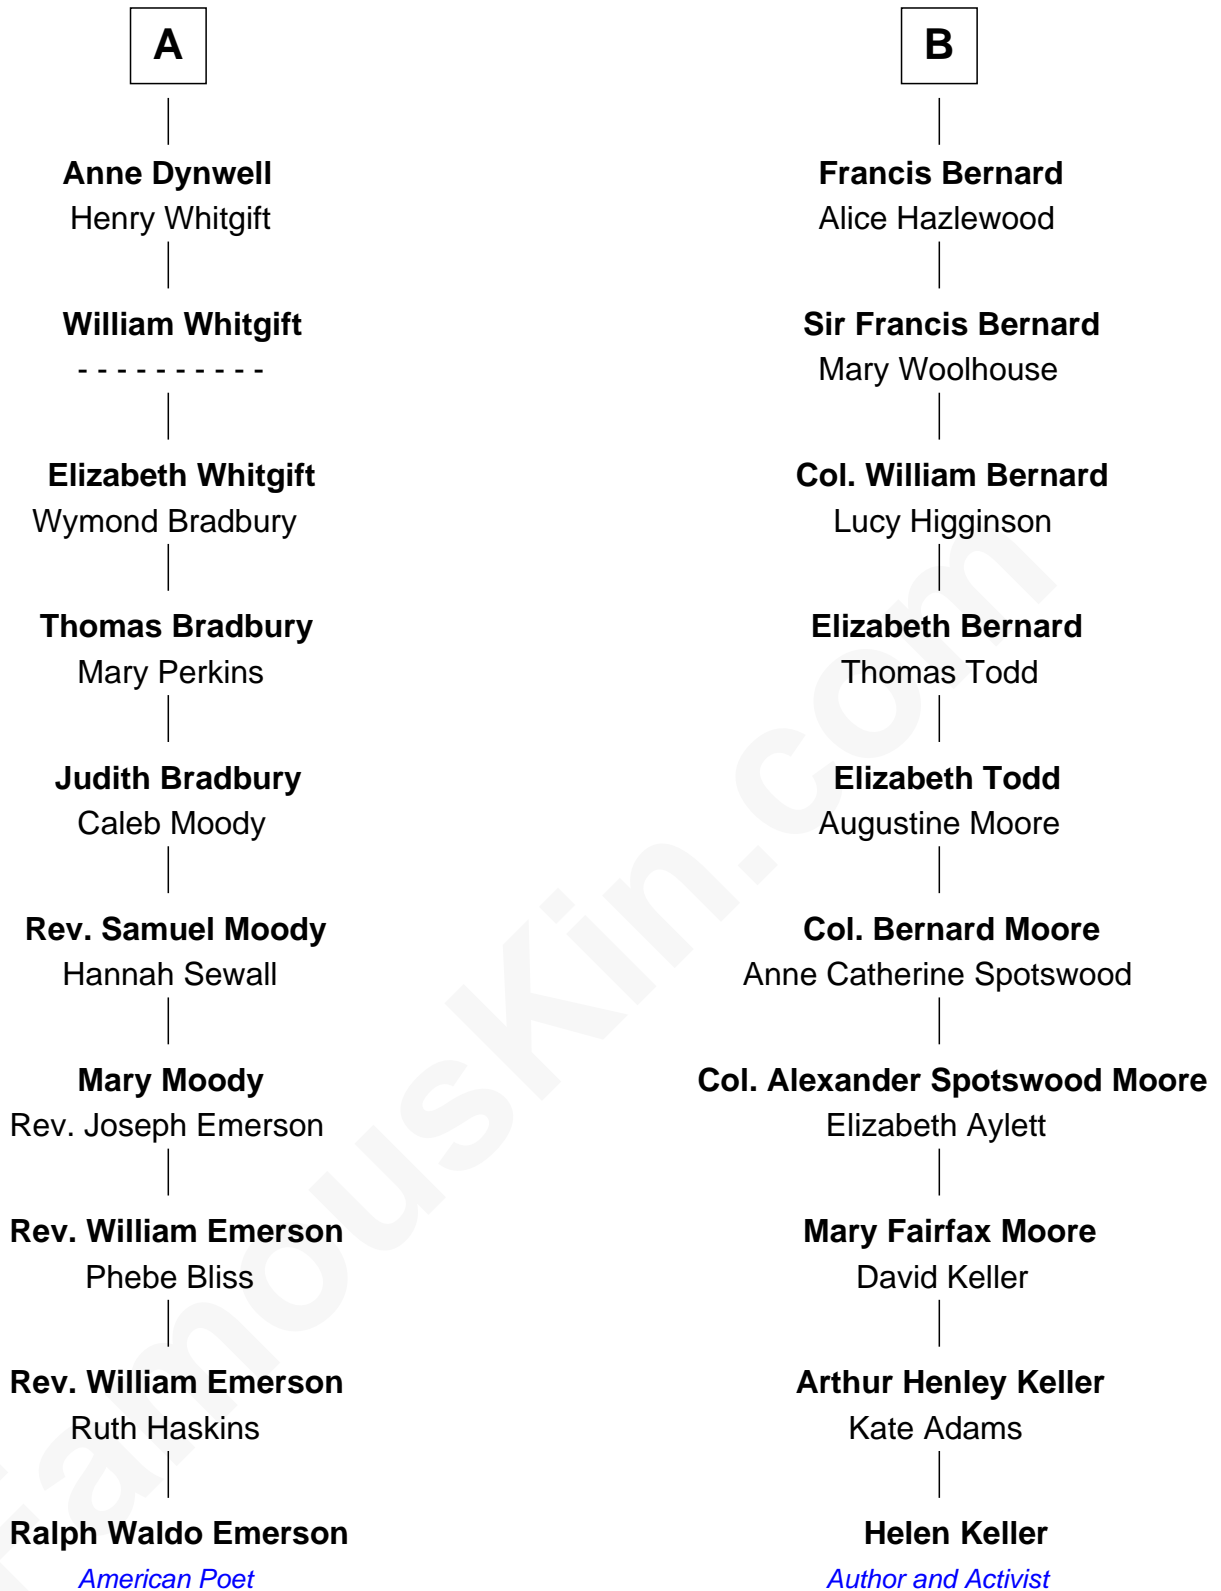 A
Anne Dynwell
Henry Whitgift
William Whitgift
- - - - - - - - - -
Elizabeth Whitgift
Wymond Bradbury
Thomas Bradbury
Mary Perkins
Judith Bradbury
Caleb Moody
Rev. Samuel Moody
Hannah Sewall
Mary Moody
Rev. Joseph Emerson
Rev. William Emerson
Phebe Bliss
Rev. William Emerson
Ruth Haskins
Ralph Waldo Emerson
American Poet
B
Francis Bernard
Alice Hazlewood
Sir Francis Bernard
Mary Woolhouse
Col. William Bernard
Lucy Higginson
Elizabeth Bernard
Thomas Todd
Elizabeth Todd
Augustine Moore
Col. Bernard Moore
Anne Catherine Spotswood
Col. Alexander Spotswood Moore
Elizabeth Aylett
Mary Fairfax Moore
David Keller
Arthur Henley Keller
Kate Adams
Helen Keller
Author and Activist
FamousKin.com